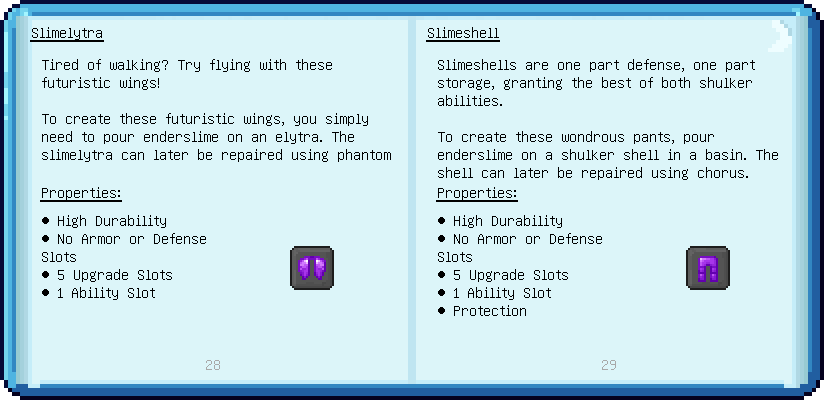 Slimelytra
Tired of walking? Try flying with these
futuristic wings!
To create these futuristic wings, you simply
need to pour enderslime on an elytra. The
slimelytra can later be repaired using phantom
Properties:
● High Durability
● No Armor or Defense
Slots
● 5 Upgrade Slots
● 1 Ability Slot
28
Slimeshell
Slimeshells are one part defense, one part
storage, granting the best of both shulker
abilities.
To create these wondrous pants, pour
enderslime on a shulker shell in a basin. The
shell can later be repaired using chorus.
Properties:
● High Durability
● No Armor or Defense
Slots
● 5 Upgrade Slots
● 1 Ability Slot
● Protection
29